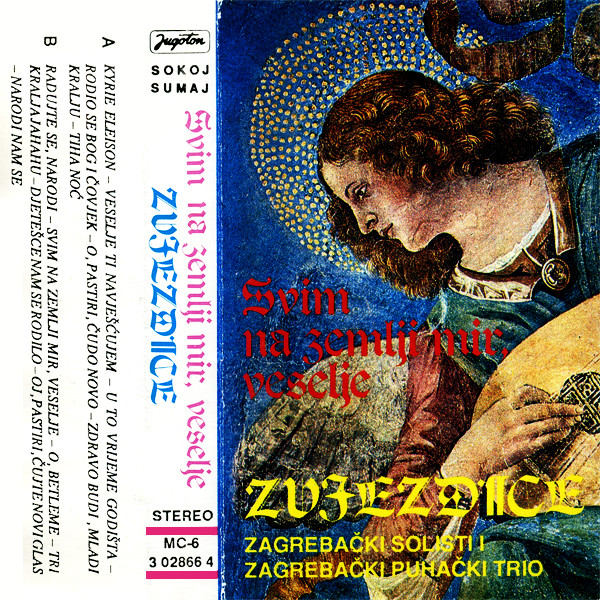 A
KYRIE ELEISON – VESELJE TI NAVJEŠĆUJEM – U TO VRIJEME GODIŠTA –
RODIO SE BOG I ČOVJEK – O, PASTIRI, ČUDO NOVO – ZDRAVO BUDI, MLADI
KRALJU – TIHA NOĆ
B
RADUJTE SE, NARODI – SVIM NA ZEMLJI MIR, VESELJE – O, BETLEME – TRI
KRALJA JAHAHU – DJETEŠCE NAM SE RODILO – OJ, PASTIRI, ČUJTE NOVI GLAS
– NARODI NAM SE
Jugoton
SOKOJ
SUMAJ
Svim na zemlji mir, veselje
ZVJEZDICE
STEREO
MC-6
3 02866 4
Svim
na zemlji mir,
veselje
ZVJEZDICE
ZAGREBAČKI SOLISTI I
ZAGREBAČKI PUHAČKI TRIO